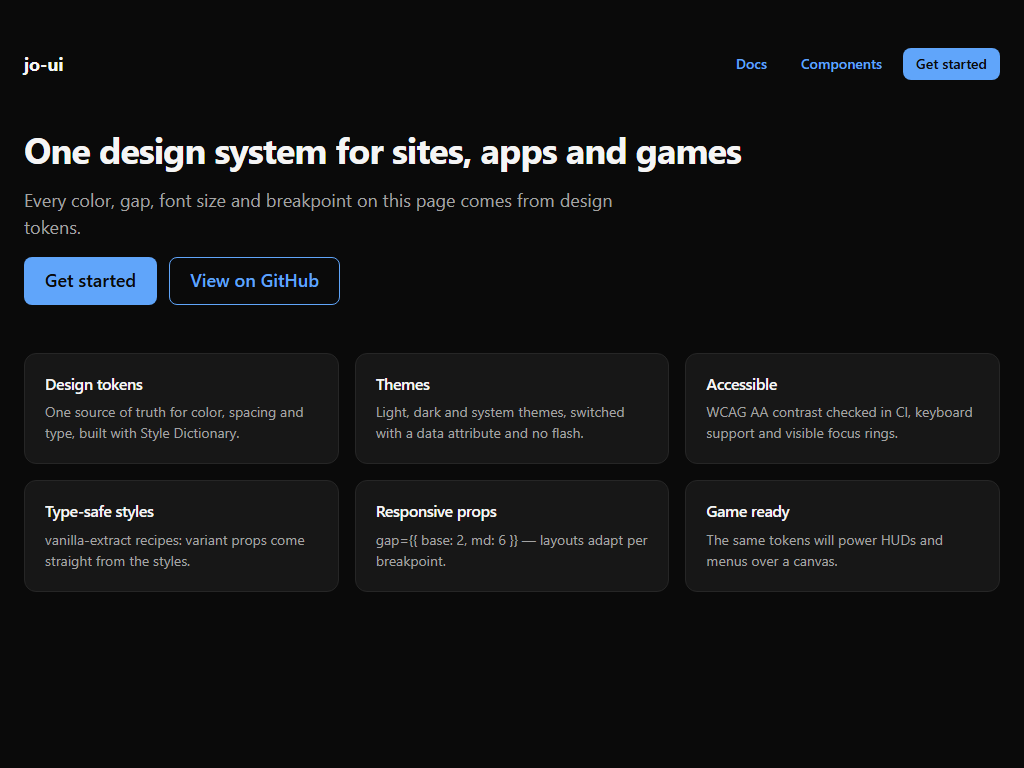 jo-ui
Docs
Components
Get started
One design system for sites, apps and games
Every color, gap, font size and breakpoint on this page comes from design
tokens.
Get started
View on GitHub
Design tokens
One source of truth for color, spacing and
type, built with Style Dictionary.
Themes
Light, dark and system themes, switched
with a data attribute and no flash.
Accessible
WCAG AA contrast checked in CI, keyboard
support and visible focus rings.
Type-safe styles
vanilla-extract recipes: variant props come
straight from the styles.
Responsive props
gap={{ base: 2, md: 6 }} — layouts adapt per
breakpoint.
Game ready
The same tokens will power HUDs and
menus over a canvas.